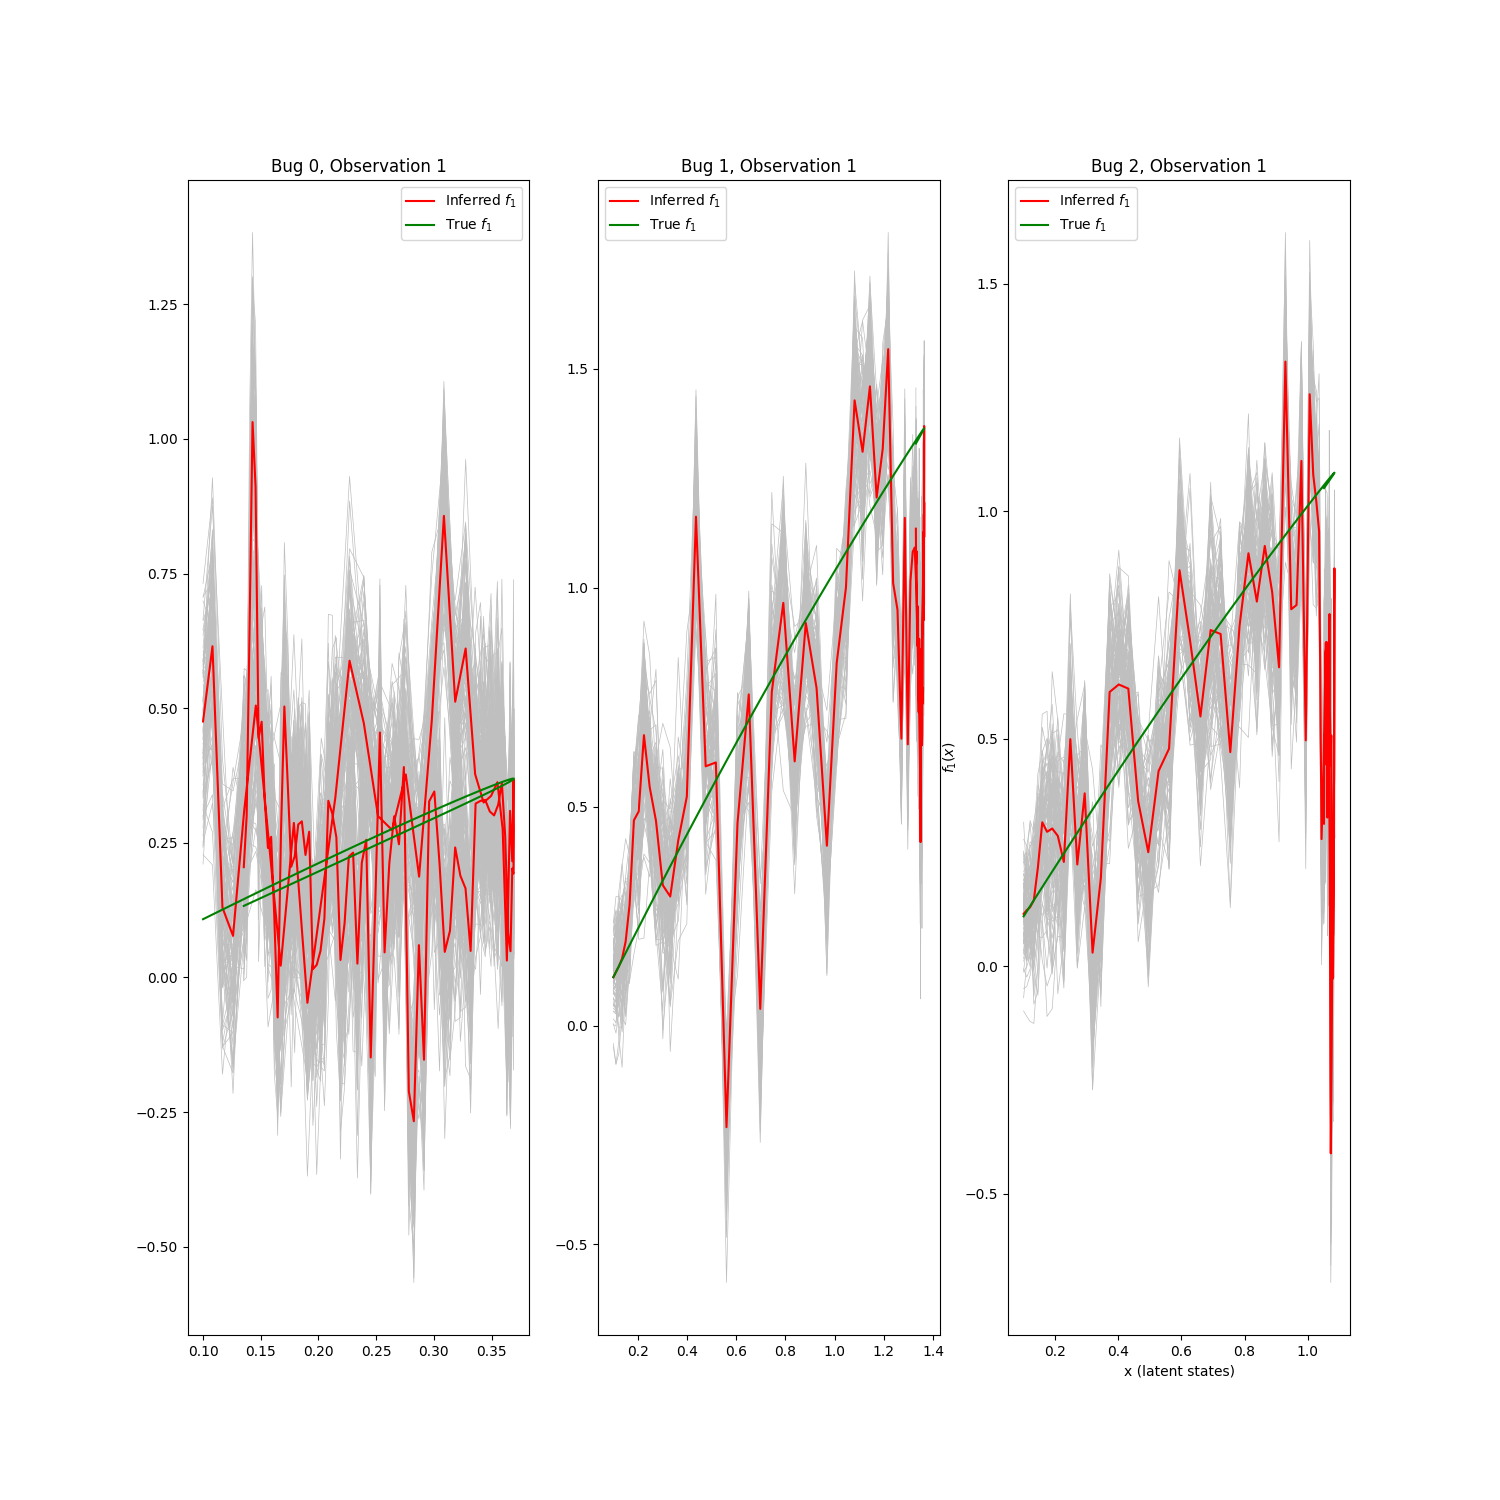 Bug 0, Observation 1
Inferred f₁
True f₁
1.25
1.00
0.75
0.50
0.25
0.00
−0.25
−0.50
0.10 0.15 0.20 0.25 0.30 0.35
Bug 1, Observation 1
Inferred f₁
True f₁
1.5
1.0
0.5
0.0
−0.5
0.2 0.4 0.6 0.8 1.0 1.2 1.4
Bug 2, Observation 1
Inferred f₁
True f₁
f₁(x)
1.5
1.0
0.5
0.0
−0.5
0.2 0.4 0.6 0.8 1.0
x (latent states)